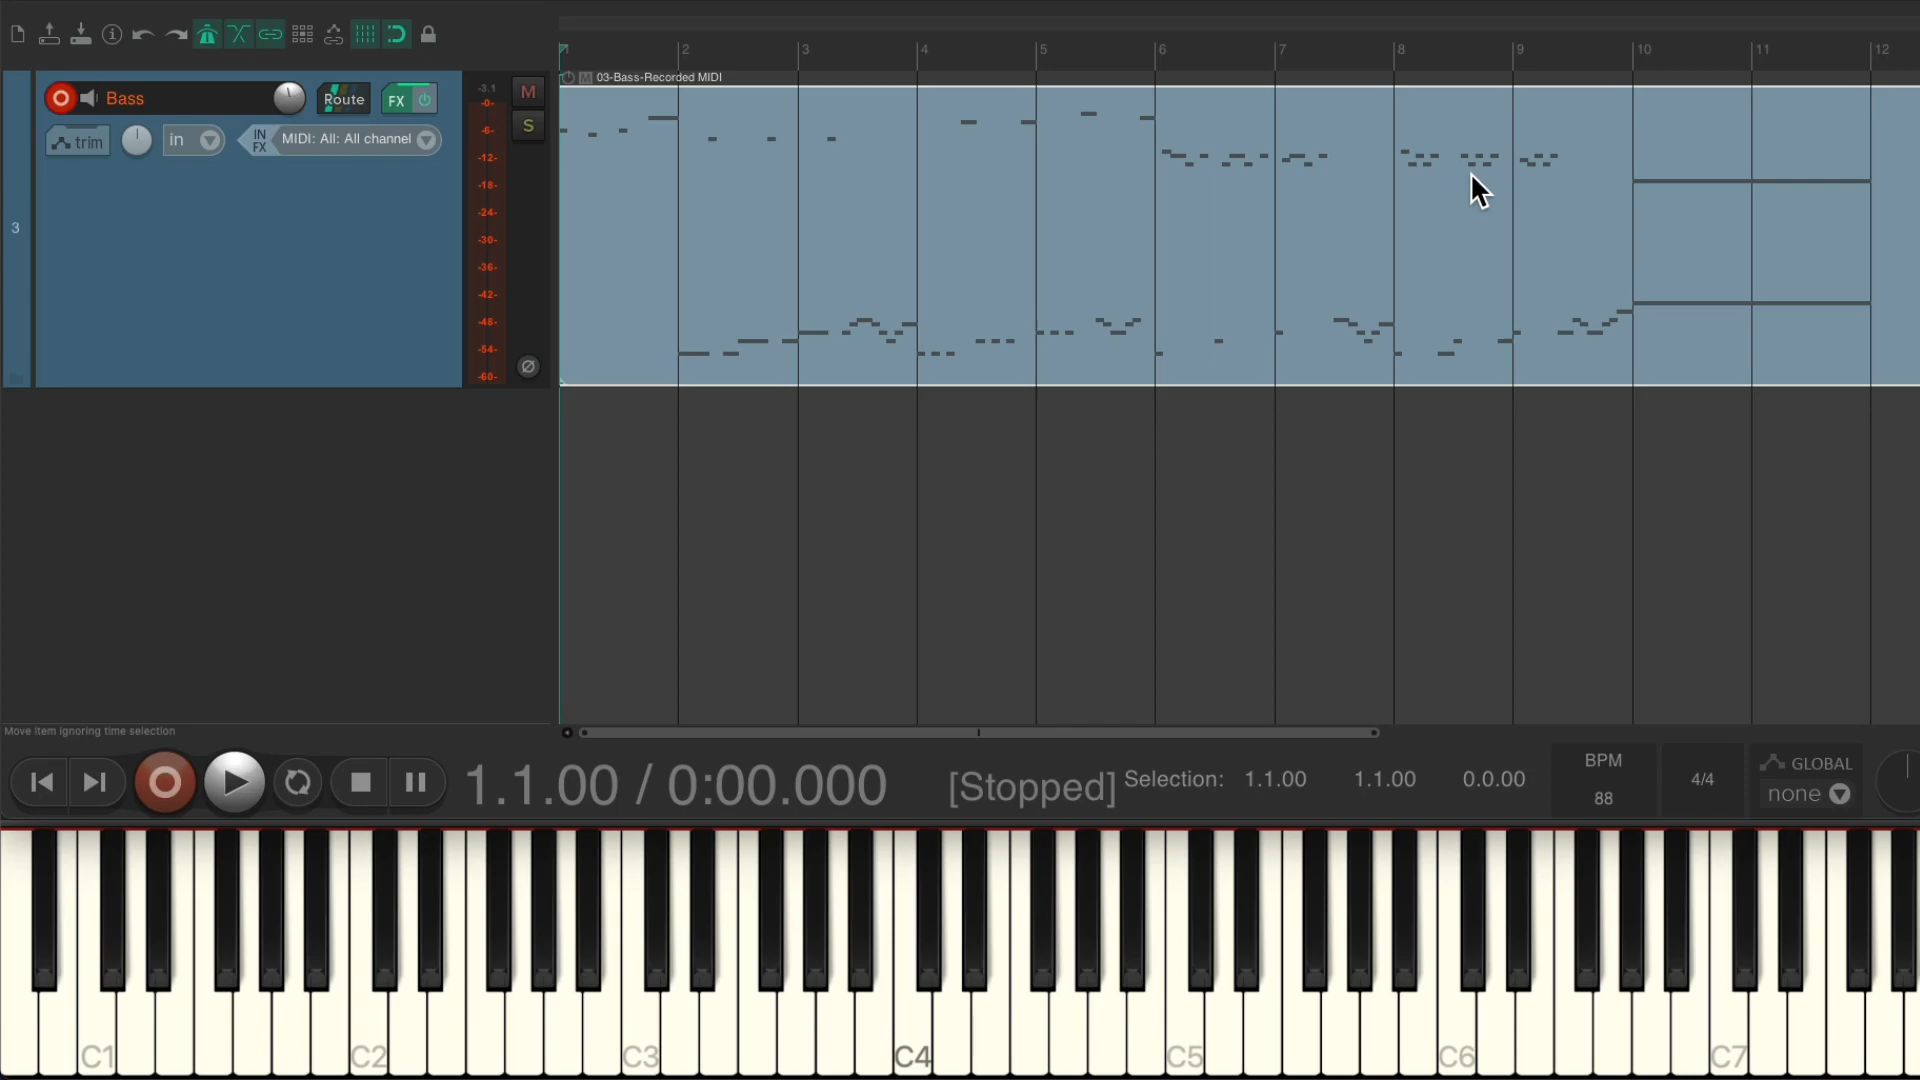 2 3 4 5 6 7 8 9 10 11 12
03-Bass-Recorded MIDI
M
3
Bass
Route
FX
trim
in
IN
FX
MIDI: All: All channel
-3.1
-0-
-6-
-12-
-18-
-24-
-30-
-36-
-42-
-48-
-54-
-60-
M
S
Move item ignoring time selection
1.1.00 / 0:00.000
[Stopped]
Selection: 1.1.00 1.1.00 0.0.00
BPM
88
4/4
GLOBAL
none
C1 C2 C3 C4 C5 C6 C7